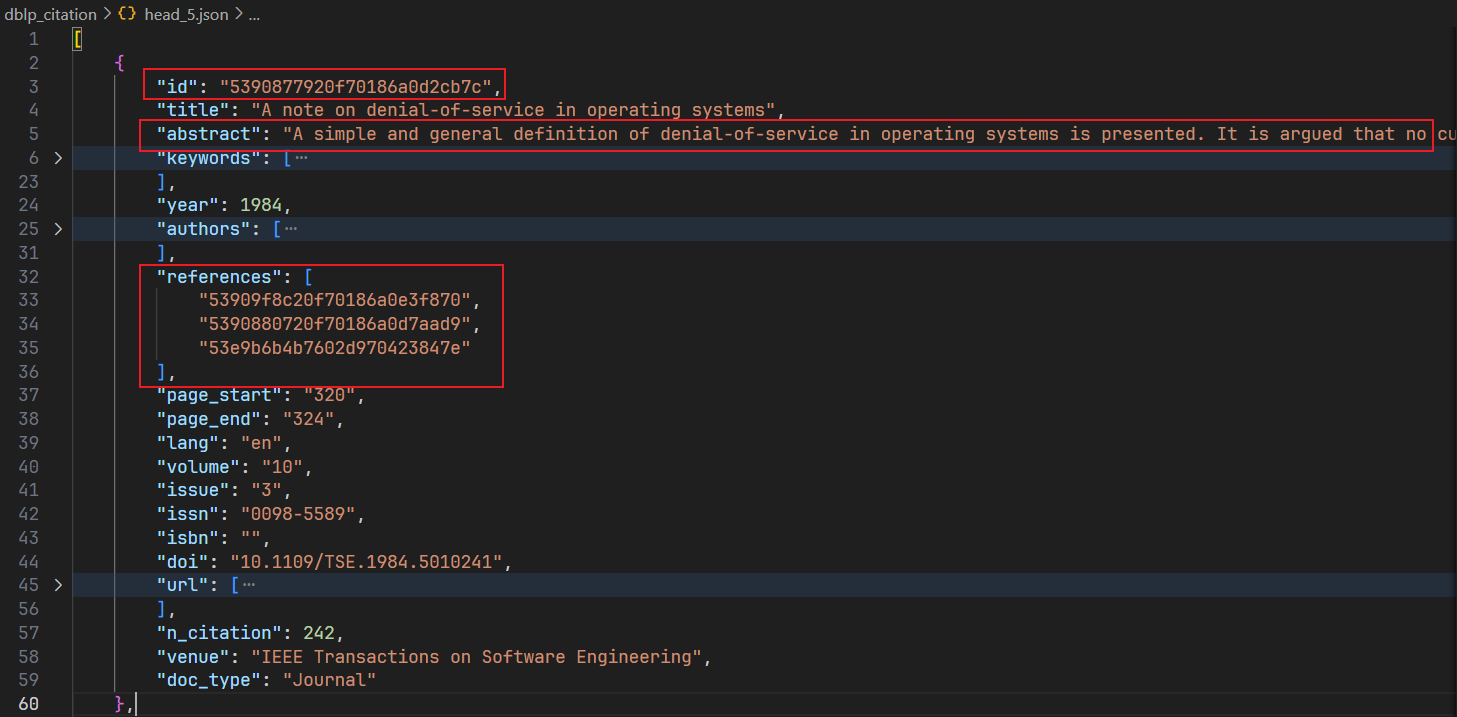 dblp_citation > {} head_5.json > ...
1 [
2 {
3 "id": "5390877920f70186a0d2cb7c",
4 "title": "A note on denial-of-service in operating systems",
5 "abstract": "A simple and general definition of denial-of-service in operating systems is presented. It is argued that no cu
6 > "keywords": [ ⋯
23 ],
24 "year": 1984,
25 > "authors": [ ⋯
31 ],
32 "references": [
33 "53909f8c20f70186a0e3f870",
34 "5390880720f70186a0d7aad9",
35 "53e9b6b4b7602d970423847e"
36 ],
37 "page_start": "320",
38 "page_end": "324",
39 "lang": "en",
40 "volume": "10",
41 "issue": "3",
42 "issn": "0098-5589",
43 "isbn": "",
44 "doi": "10.1109/TSE.1984.5010241",
45 > "url": [ ⋯
56 ],
57 "n_citation": 242,
58 "venue": "IEEE Transactions on Software Engineering",
59 "doc_type": "Journal"
60 },